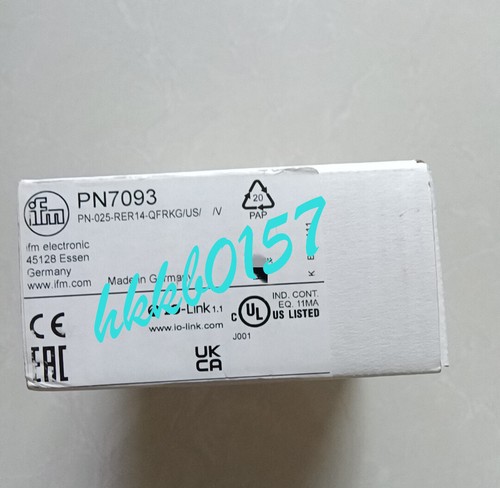 ifm
PN7093
PN-025-RER14-QFRKG/US/ /V
20
PAP
ifm electronic
45128 Essen
Germany
www.ifm.com
Made in Germany
hkkb0157
IO-Link 1.1
www.io-link.com
CE
EAC
UK
CA
c UL US LISTED
IND. CONT.
EQ. 11MA
J001